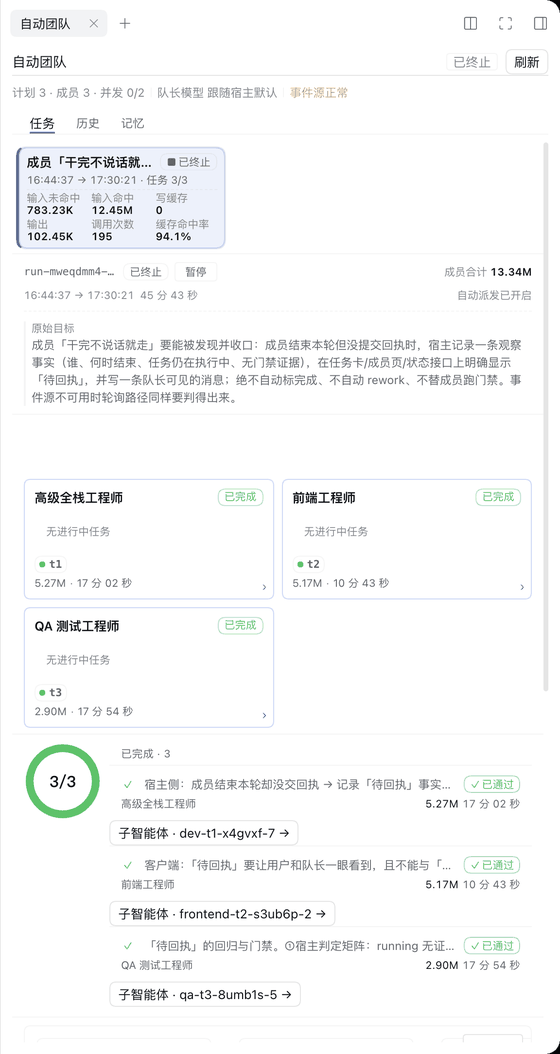 自动团队
自动团队
已终止
刷新
计划 3 · 成员 3 · 并发 0/2
队长模型 跟随宿主默认
事件源正常
任务
历史
记忆
成员「干完不说话就...
已终止
16:44:37 → 17:30:21 · 任务 3/3
输入未命中 输入命中 写缓存
783.23K 12.45M 0
输出 调用次数 缓存命中率
102.45K 195 94.1%
run-mweqdmm4-…
已终止
暂停
成员合计 13.34M
16:44:37 → 17:30:21 45 分 43 秒
自动派发已开启
原始目标
成员「干完不说话就走」要能被发现并收口：成员结束本轮但没提交回执时，宿主记录一条观察
事实（谁、何时结束、任务仍在执行中、无门禁证据），在任务卡/成员页/状态接口上明确显示
「待回执」，并写一条队长可见的消息；绝不自动标完成、不自动 rework、不替成员跑门禁。事
件源不可用时轮询路径同样要判得出来。
高级全栈工程师
已完成
无进行中任务
t1
5.27M · 17 分 02 秒
前端工程师
已完成
无进行中任务
t2
5.17M · 10 分 43 秒
QA 测试工程师
已完成
无进行中任务
t3
2.90M · 17 分 54 秒
3/3
已完成 · 3
宿主侧：成员结束本轮却没交回执 → 记录「待回执」事实...
已通过
高级全栈工程师
5.27M 17 分 02 秒
子智能体 · dev-t1-x4gvxf-7 →
客户端：「待回执」要让用户和队长一眼看到，且不能与「...
已通过
前端工程师
5.17M 10 分 43 秒
子智能体 · frontend-t2-s3ub6p-2 →
「待回执」的回归与门禁。①宿主判定矩阵：running 无证...
已通过
QA 测试工程师
2.90M 17 分 54 秒
子智能体 · qa-t3-8umb1s-5 →